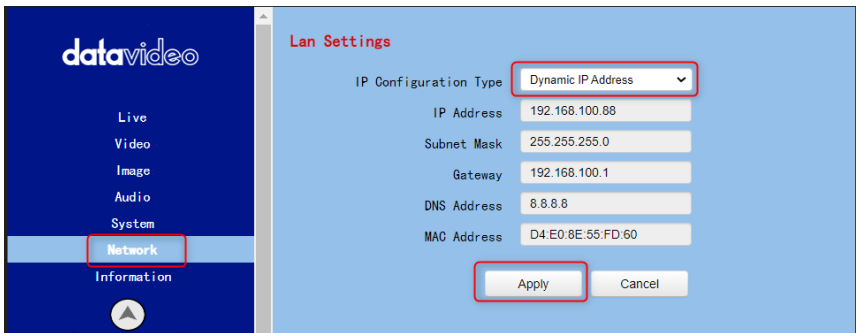 datavideo
Live
Video
Image
Audio
System
Network
Information
Lan Settings
IP Configuration Type Dynamic IP Address
IP Address 192.168.100.88
Subnet Mask 255.255.255.0
Gateway 192.168.100.1
DNS Address 8.8.8.8
MAC Address D4:E0:8E:55:FD:60
Apply Cancel